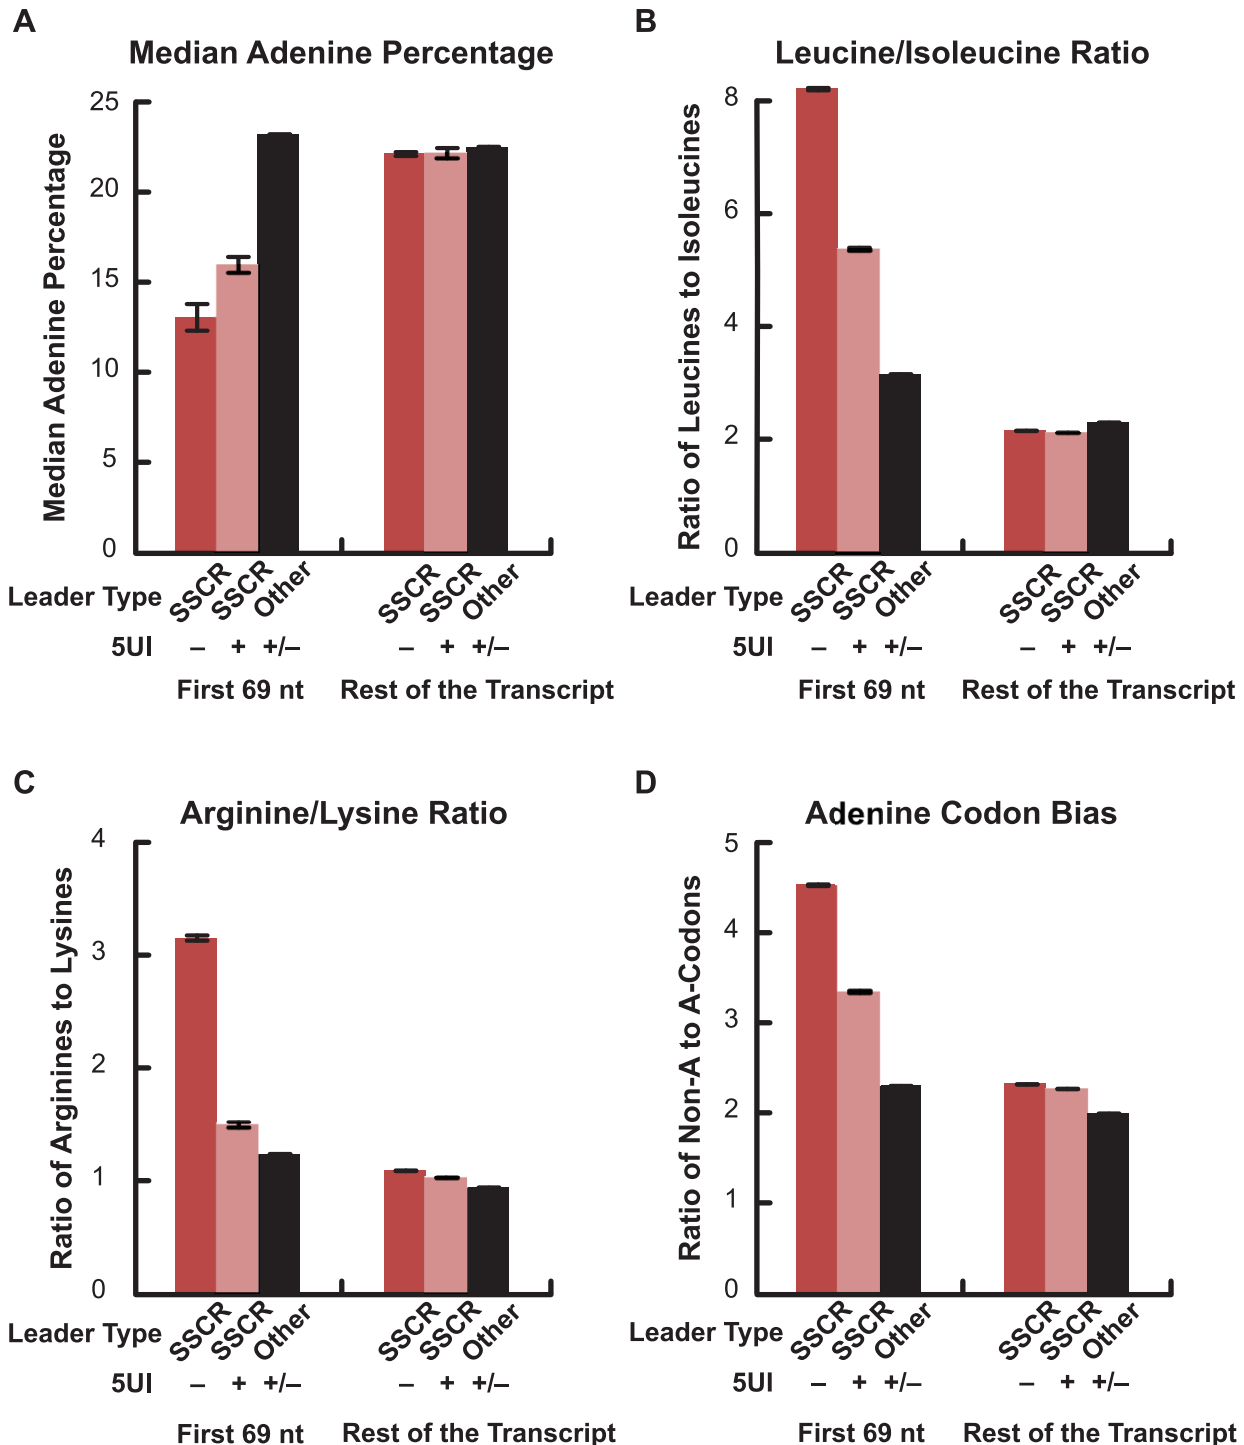 A
Median Adenine Percentage
Median Adenine Percentage
25
20
15
10
5
0
Leader Type
SSCR
SSCR
Other
SSCR
SSCR
Other
5UI
– + +/– – + +/–
First 69 nt Rest of the Transcript
B
Leucine/Isoleucine Ratio
Ratio of Leucines to Isoleucines
8
6
4
2
0
Leader Type
SSCR
SSCR
Other
SSCR
SSCR
Other
5UI
– + +/– – + +/–
First 69 nt Rest of the Transcript
C
Arginine/Lysine Ratio
Ratio of Arginines to Lysines
4
3
2
1
0
Leader Type
SSCR
SSCR
Other
SSCR
SSCR
Other
5UI
– + +/– – + +/–
First 69 nt Rest of the Transcript
D
Adenine Codon Bias
Ratio of Non-A to A-Codons
5
4
3
2
1
0
Leader Type
SSCR
SSCR
Other
SSCR
SSCR
Other
5UI
– + +/– – + +/–
First 69 nt Rest of the Transcript